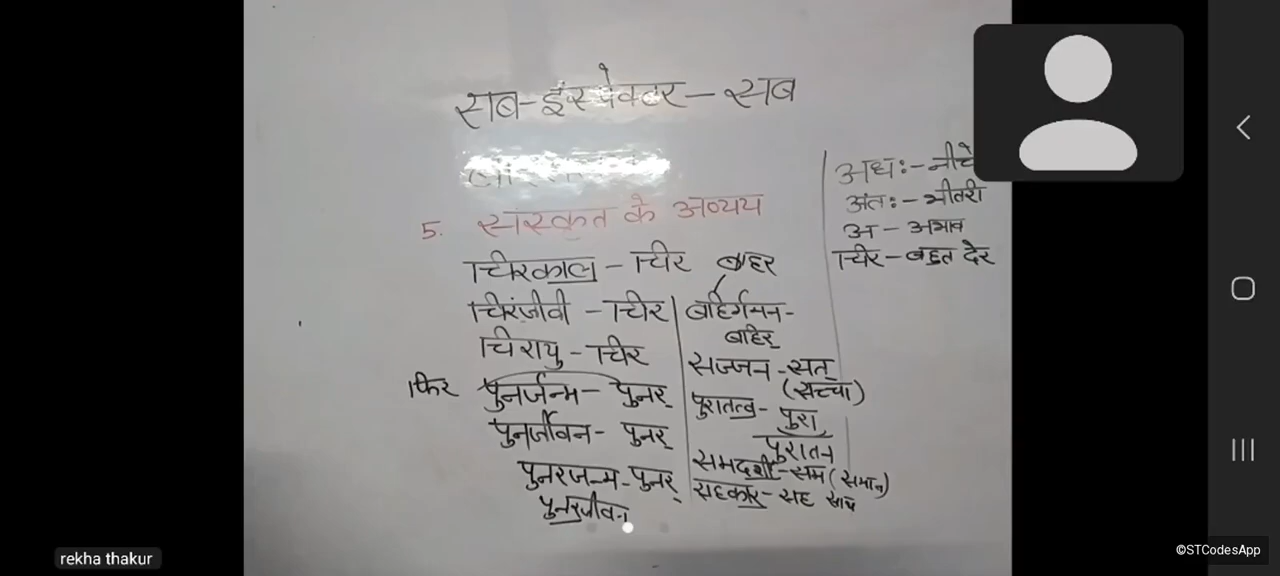 सब-इंस्पेक्टर - सब
5. संस्कृत के अव्यय
चिरकाल - चिर
चिरंजीवी - चिर
चिरायु - चिर
फिर पुनर्जन्म - पुनर्
पुनर्जीवन - पुनर्
पुनरजन्म - पुनर्
पुनरजीवन
बाहर
बहिर्गमन -
बहिर्
सज्जन - सत्
(सच्चा)
पुरातत्व - पुरा
पुरातन
समदर्शी - सम (समान)
सहकार - सह साथ
अधः - नीचे
अंतः - भीतरी
अ - अभाव
चिर - बहुत देर
rekha thakur
©STCodesApp